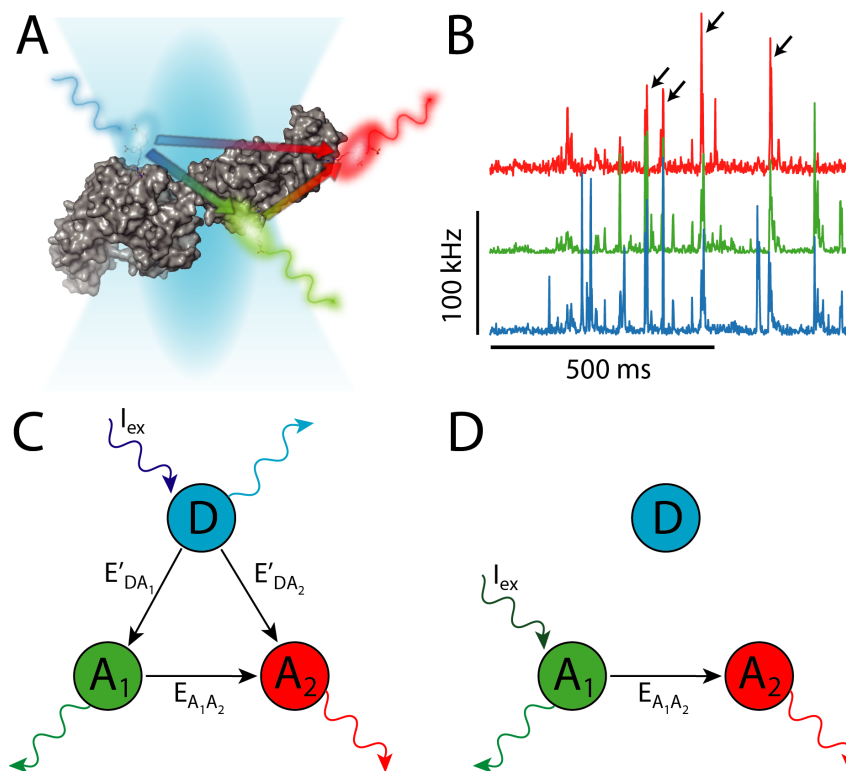 A
B
100 kHz
500 ms
C
I_ex
D
E′_DA₁
E′_DA₂
A₁
E_A₁A₂
A₂
D
D
I_ex
A₁
E_A₁A₂
A₂